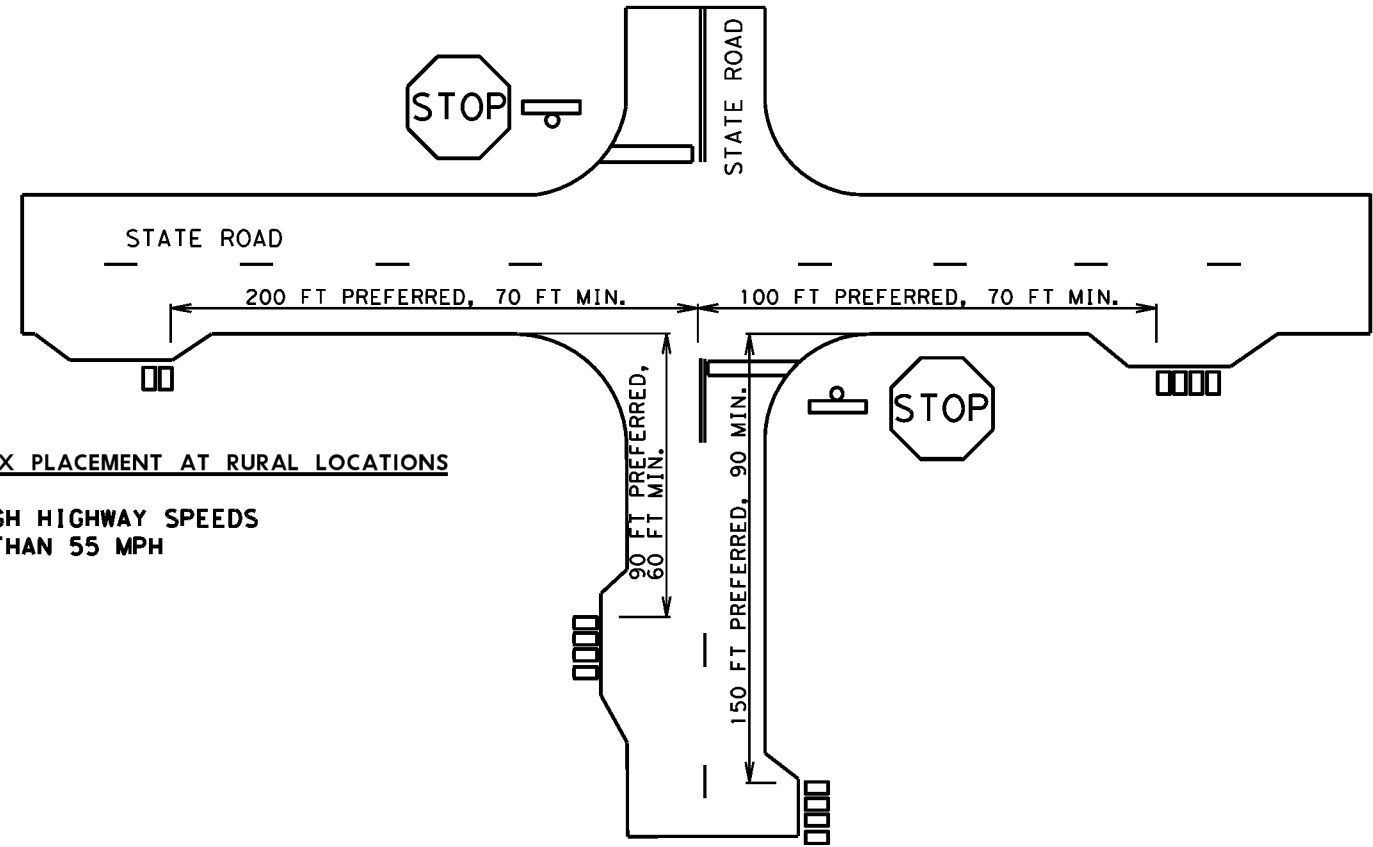 STATE ROAD
STOP
STATE ROAD
200 FT PREFERRED, 70 FT MIN.
100 FT PREFERRED, 70 FT MIN.
90 FT PREFERRED,
60 FT MIN.
150 FT PREFERRED, 90 MIN.
STOP
X PLACEMENT AT RURAL LOCATIONS
GH HIGHWAY SPEEDS
THAN 55 MPH